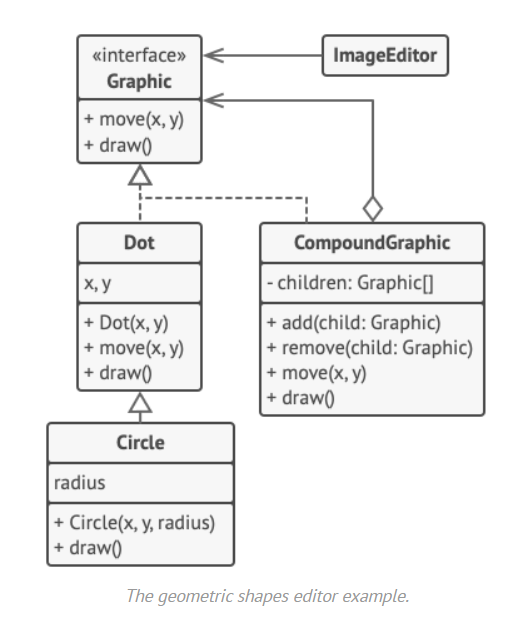 «interface»
Graphic
+ move(x, y)
+ draw()
ImageEditor
Dot
x, y
+ Dot(x, y)
+ move(x, y)
+ draw()
CompoundGraphic
- children: Graphic[]
+ add(child: Graphic)
+ remove(child: Graphic)
+ move(x, y)
+ draw()
Circle
radius
+ Circle(x, y, radius)
+ draw()
The geometric shapes editor example.